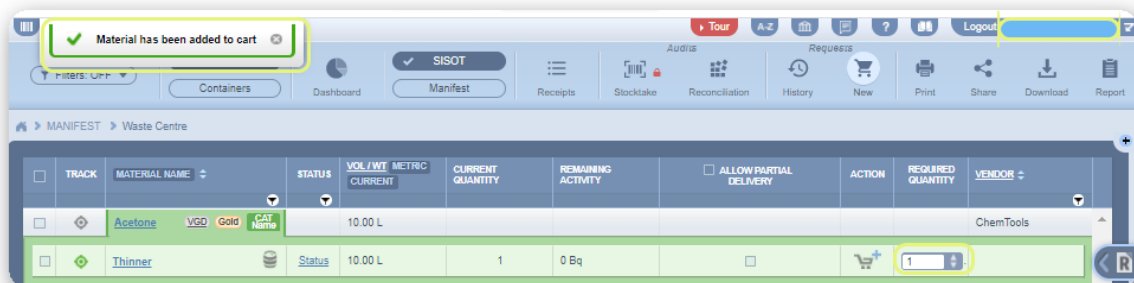 Material has been added to cart
Tour
A-Z
?
Logout
Z
Audits
Requests
Filters: OFF
Containers
Dashboard
SISOT
Manifest
Receipts
Stocktake
Reconciliation
History
New
Print
Share
Download
Report
MANIFEST
Waste Centre
TRACK
MATERIAL NAME
STATUS
VOL / WT METRIC
CURRENT
CURRENT
QUANTITY
REMAINING
ACTIVITY
ALLOW PARTIAL
DELIVERY
ACTION
REQUIRED
QUANTITY
VENDOR
Acetone VGD Gold CAT
Name
10.00 L
ChemTools
Thinner
Status
10.00 L
1
0 Bq
1
R